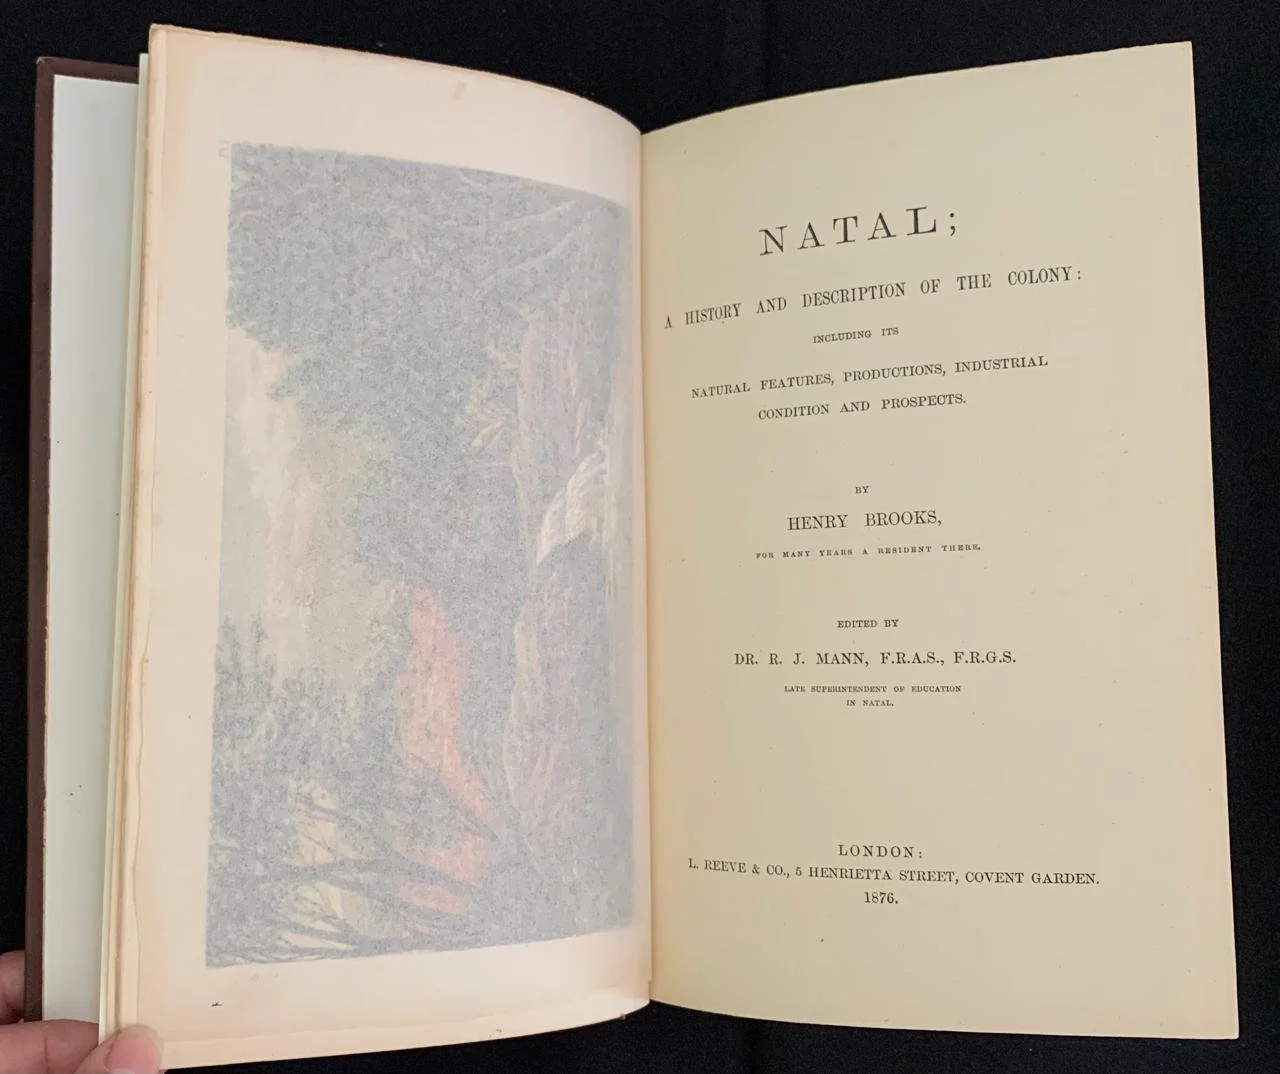 NATAL;
A HISTORY AND DESCRIPTION OF THE COLONY:
INCLUDING ITS
NATURAL FEATURES, PRODUCTIONS, INDUSTRIAL
CONDITION AND PROSPECTS.
BY
HENRY BROOKS,
FOR MANY YEARS A RESIDENT THERE.
EDITED BY
DR. R. J. MANN, F.R.A.S., F.R.G.S.
LATE SUPERINTENDENT OF EDUCATION
IN NATAL.
LONDON:
L. REEVE & CO., 5 HENRIETTA STREET, COVENT GARDEN.
1876.